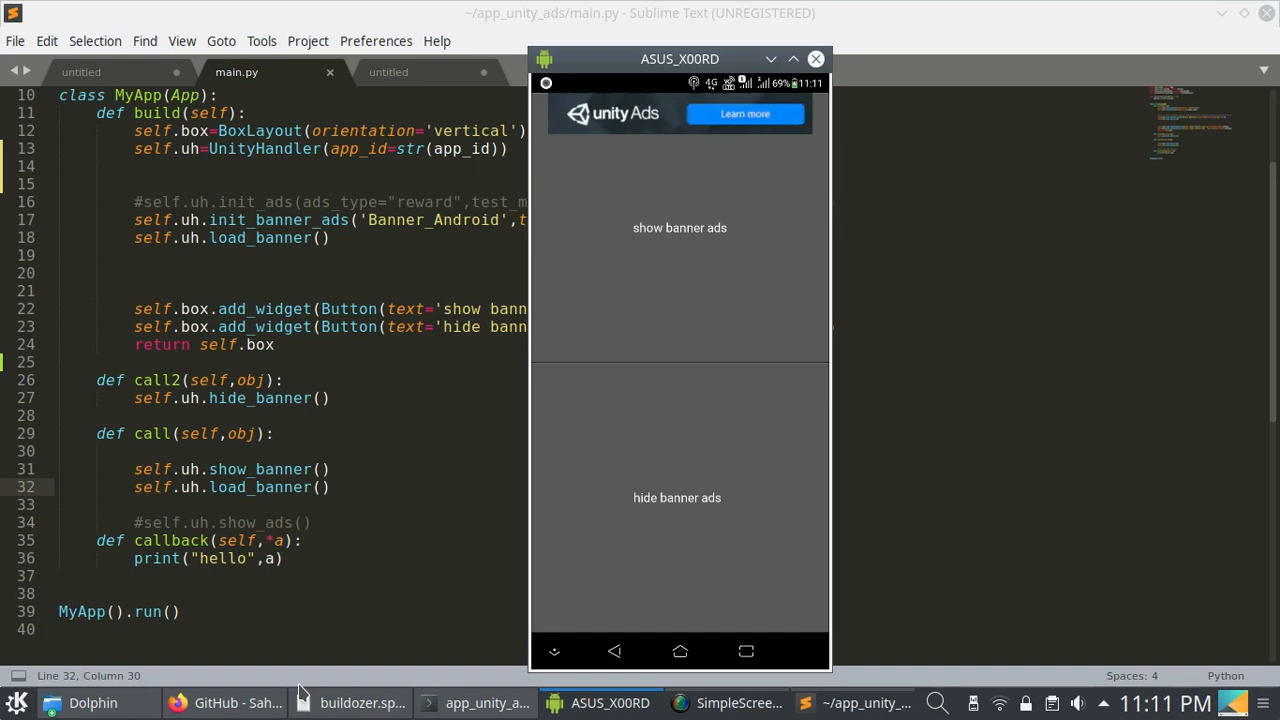 ~/app_unity_ads/main.py - Sublime Text (UNREGISTERED)
File Edit Selection Find View Goto Tools Project Preferences Help
untitled main.py untitled
10 class MyApp(App):
11 def build(self):
12 self.box=BoxLayout(orientation='vertical')
13 self.uh=UnityHandler(app_id=str(app_id))
14
15
16 #self.uh.init_ads(ads_type="reward",test_m
17 self.uh.init_banner_ads('Banner_Android',t
18 self.uh.load_banner()
19
20
21
22 self.box.add_widget(Button(text='show bann
23 self.box.add_widget(Button(text='hide bann
24 return self.box
25
26 def call2(self,obj):
27 self.uh.hide_banner()
28
29 def call(self,obj):
30
31 self.uh.show_banner()
32 self.uh.load_banner()
33
34 #self.uh.show_ads()
35 def callback(self,*a):
36 print("hello",a)
37
38
39 MyApp().run()
40
ASUS_X00RD
4G 69% 11:11
unity Ads Learn more
show banner ads
hide banner ads
Line 32, Column 30 Spaces: 4 Python
Dolphin GitHub - Sah... buildozer.sp... app_unity_a... ASUS_X00RD SimpleScree... ~/app_unity_... 11:11 PM